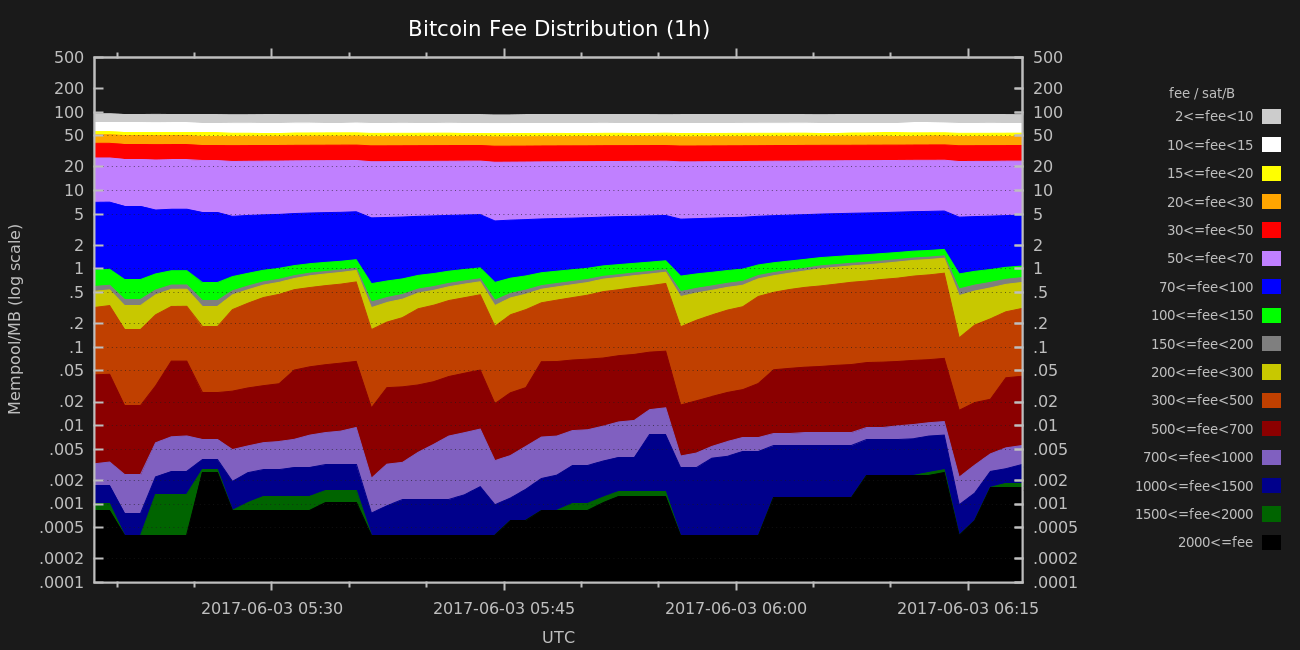 Bitcoin Fee Distribution (1h)
Mempool/MB (log scale)
500
200
100
50
20
10
5
2
1
.5
.2
.1
.05
.02
.01
.005
.002
.001
.0005
.0002
.0001
500
200
100
50
20
10
5
2
1
.5
.2
.1
.05
.02
.01
.005
.002
.001
.0005
.0002
.0001
2017-06-03 05:30
2017-06-03 05:45
2017-06-03 06:00
2017-06-03 06:15
UTC
fee / sat/B
2<=fee<10
10<=fee<15
15<=fee<20
20<=fee<30
30<=fee<50
50<=fee<70
70<=fee<100
100<=fee<150
150<=fee<200
200<=fee<300
300<=fee<500
500<=fee<700
700<=fee<1000
1000<=fee<1500
1500<=fee<2000
2000<=fee